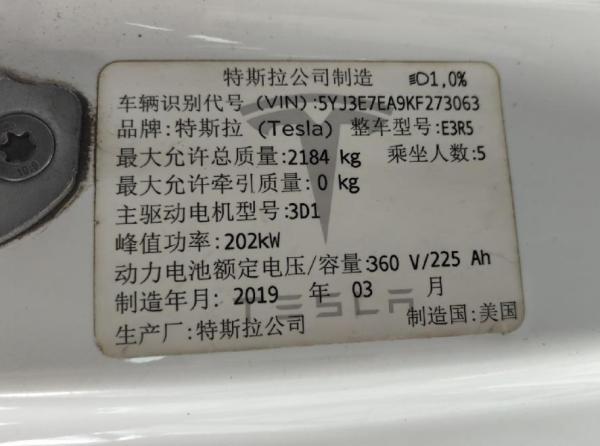 特斯拉公司制造 1,0%
车辆识别代号 (VIN):5YJ3E7EA9KF273063
品牌:特斯拉 (Tesla) 整车型号:E3R5
最大允许总质量:2184 kg 乘坐人数:5
最大允许牵引质量:0 kg
主驱动电机型号:3D1
峰值功率:202kW
动力电池额定电压/容量:360 V/225 Ah
制造年月:2019 年 03 月
TESLA
生产厂:特斯拉公司 制造国:美国